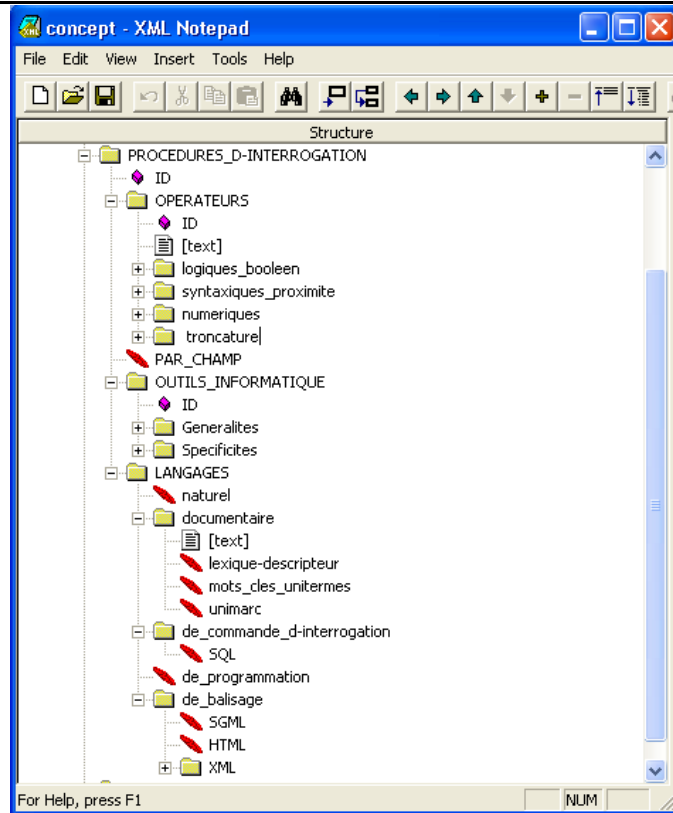 concept - XML Notepad
File Edit View Insert Tools Help
Structure
PROCEDURES_D-INTERROGATION
ID
OPERATEURS
ID
[text]
logiques_booleen
syntaxiques_proximite
numeriques
troncature
PAR_CHAMP
OUTILS_INFORMATIQUE
ID
Generalites
Specificites
LANGAGES
naturel
documentaire
[text]
lexique-descripteur
mots_cles_unitermes
unimarc
de_commande_d-interrogation
SQL
de_programmation
de_balisage
SGML
HTML
XML
For Help, press F1 NUM